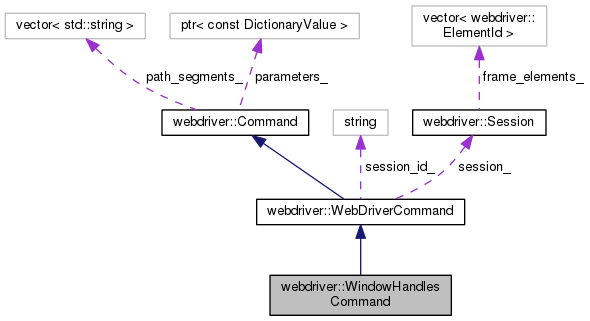 vector< std::string >
ptr< const DictionaryValue >
vector< webdriver::
ElementId >
path_segments_
parameters_
frame_elements_
webdriver::Command
string
webdriver::Session
session_id_
session_
webdriver::WebDriverCommand
webdriver::WindowHandles
Command